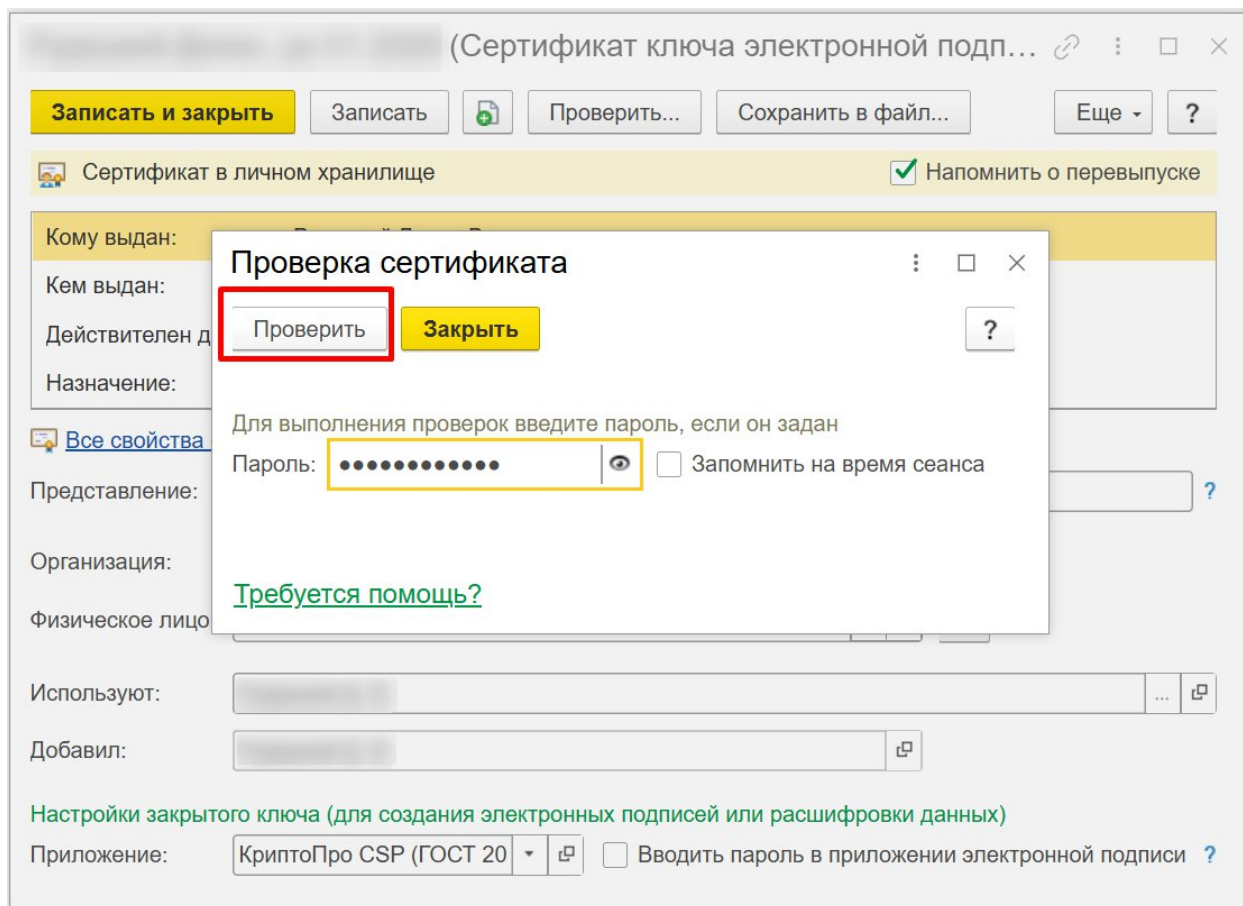 (Сертификат ключа электронной подп...
Записать и закрыть Записать Проверить... Сохранить в файл... Еще ?
Сертификат в личном хранилище Напомнить о перевыпуске
Кому выдан:
Кем выдан:
Действителен д
Назначение:
Проверка сертификата
Проверить Закрыть ?
Для выполнения проверок введите пароль, если он задан
Пароль: •••••••••••• Запомнить на время сеанса
Требуется помощь?
Все свойства
Представление: ?
Организация:
Физическое лицо
Используют: ...
Добавил:
Настройки закрытого ключа (для создания электронных подписей или расшифровки данных)
Приложение: КриптоПро CSP (ГОСТ 20 Вводить пароль в приложении электронной подписи ?